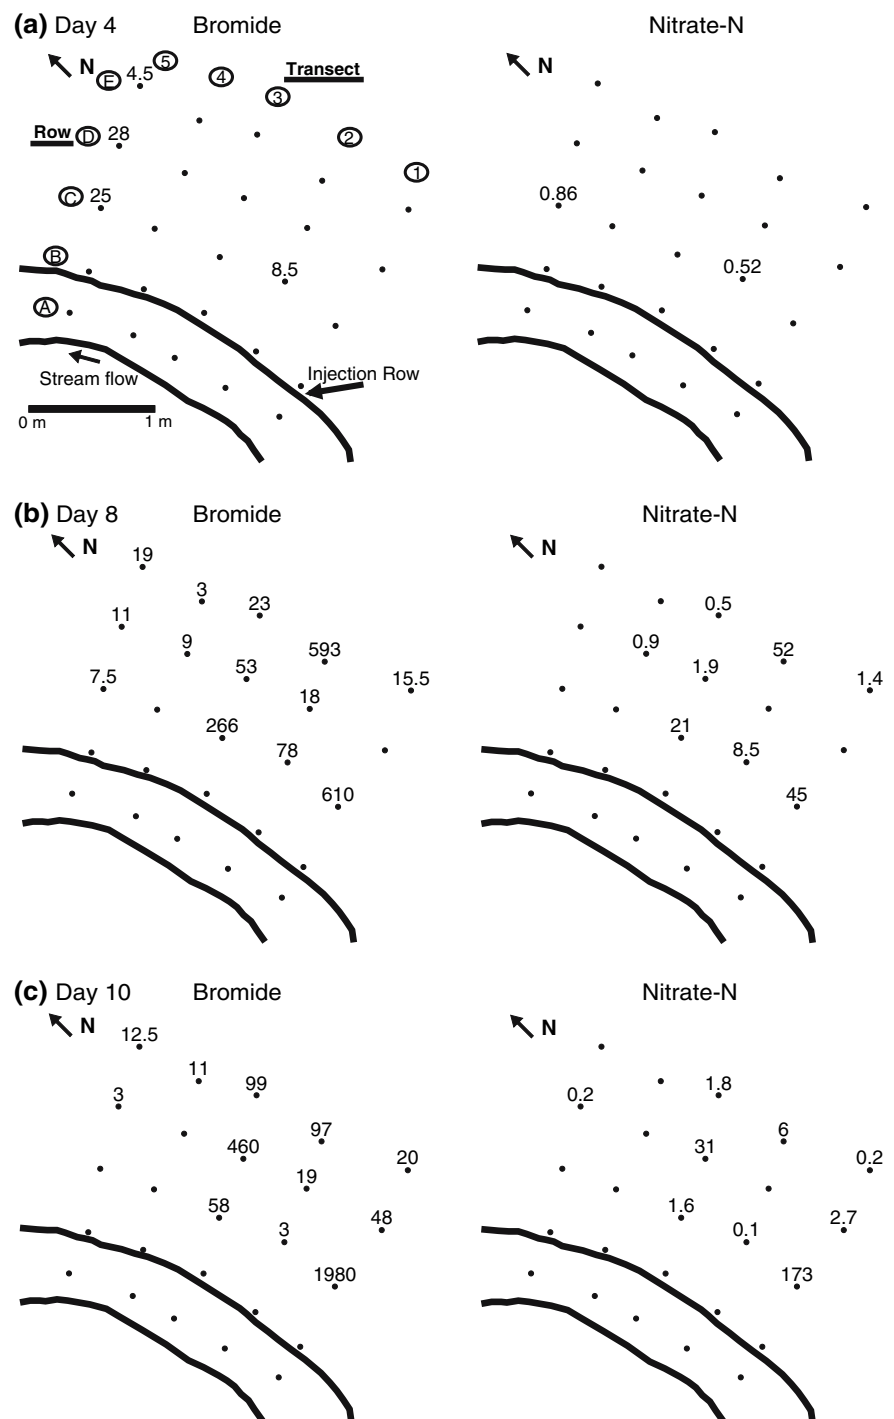 (a) Day 4 Bromide Nitrate-N
N E 4.5 5 4 Transect N
3
Row D 28 2
1
C 25 0.86
B 8.5 0.52
A
Stream flow Injection Row
0 m 1 m
(b) Day 8 Bromide Nitrate-N
N 19 N
3 23 0.5
11
9 593 0.9 52
7.5 53 15.5 1.9 1.4
18
266 21
78 8.5
610 45
(c) Day 10 Bromide Nitrate-N
N 12.5 N
11 99 1.8
3 0.2
97 6
460 20 31 0.2
19
58 48 1.6 2.7
3 0.1
1980 173